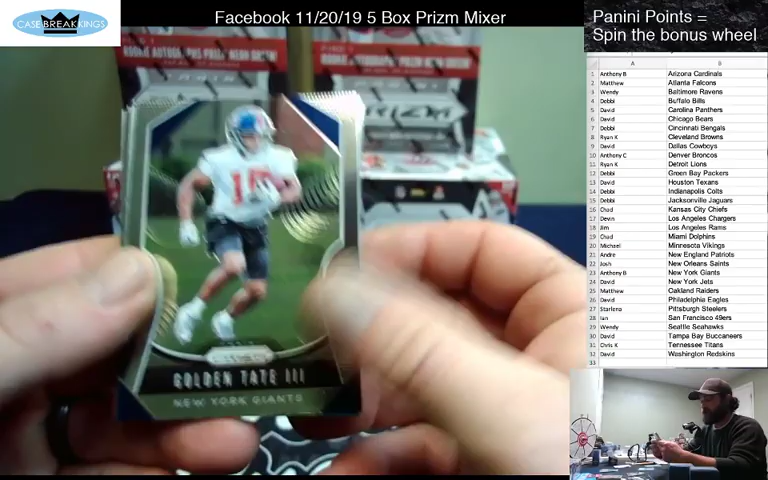 CASE BREAK KINGS
Facebook 11/20/19 5 Box Prizm Mixer
Panini Points =
Spin the bonus wheel
GOLDEN TATE III
NEW YORK GIANTS
A B
1 Anthony B Arizona Cardinals
2 Matthew Atlanta Falcons
3 Wendy Baltimore Ravens
4 Debbi Buffalo Bills
5 David Carolina Panthers
6 David Chicago Bears
7 Debbi Cincinnati Bengals
8 Ryan K Cleveland Browns
9 David Dallas Cowboys
10 Anthony C Denver Broncos
11 Ryan K Detroit Lions
12 Debbi Green Bay Packers
13 David Houston Texans
14 Debbi Indianapolis Colts
15 Debbi Jacksonville Jaguars
16 Chad Kansas City Chiefs
17 Devin Los Angeles Chargers
18 Jim Los Angeles Rams
19 Chad Miami Dolphins
20 Michael Minnesota Vikings
21 Andre New England Patriots
22 Josh New Orleans Saints
23 Anthony B New York Giants
24 David New York Jets
25 Matthew Oakland Raiders
26 David Philadelphia Eagles
27 Starlena Pittsburgh Steelers
28 Ian San Francisco 49ers
29 Wendy Seattle Seahawks
30 David Tampa Bay Buccaneers
31 Chris K Tennessee Titans
32 David Washington Redskins
33